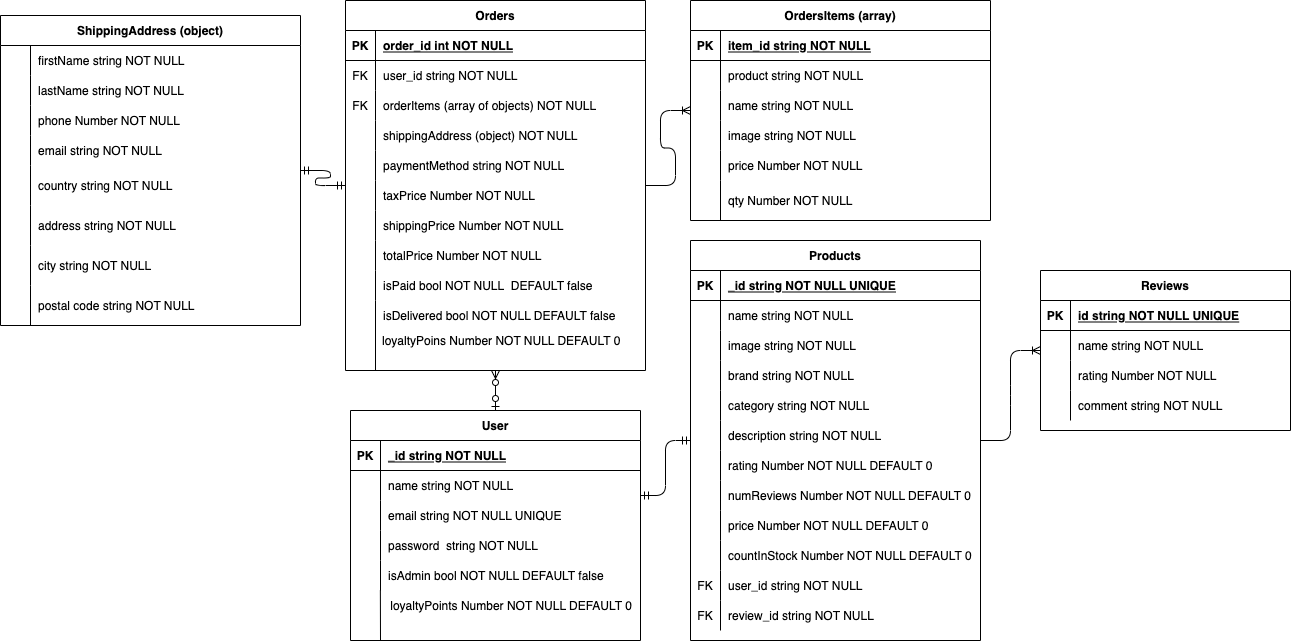 ShippingAddress (object)
firstName string NOT NULL
lastName string NOT NULL
phone Number NOT NULL
email string NOT NULL
country string NOT NULL
address string NOT NULL
city string NOT NULL
postal code string NOT NULL
Orders
PK order_id int NOT NULL
FK user_id string NOT NULL
FK orderItems (array of objects) NOT NULL
shippingAddress (object) NOT NULL
paymentMethod string NOT NULL
taxPrice Number NOT NULL
shippingPrice Number NOT NULL
totalPrice Number NOT NULL
isPaid bool NOT NULL DEFAULT false
isDelivered bool NOT NULL DEFAULT false
loyaltyPoins Number NOT NULL DEFAULT 0
OrdersItems (array)
PK item_id string NOT NULL
product string NOT NULL
name string NOT NULL
image string NOT NULL
price Number NOT NULL
qty Number NOT NULL
User
PK _id string NOT NULL
name string NOT NULL
email string NOT NULL UNIQUE
password string NOT NULL
isAdmin bool NOT NULL DEFAULT false
loyaltyPoints Number NOT NULL DEFAULT 0
Products
PK _id string NOT NULL UNIQUE
name string NOT NULL
image string NOT NULL
brand string NOT NULL
category string NOT NULL
description string NOT NULL
rating Number NOT NULL DEFAULT 0
numReviews Number NOT NULL DEFAULT 0
price Number NOT NULL DEFAULT 0
countInStock Number NOT NULL DEFAULT 0
FK user_id string NOT NULL
FK review_id string NOT NULL
Reviews
PK id string NOT NULL UNIQUE
name string NOT NULL
rating Number NOT NULL
comment string NOT NULL